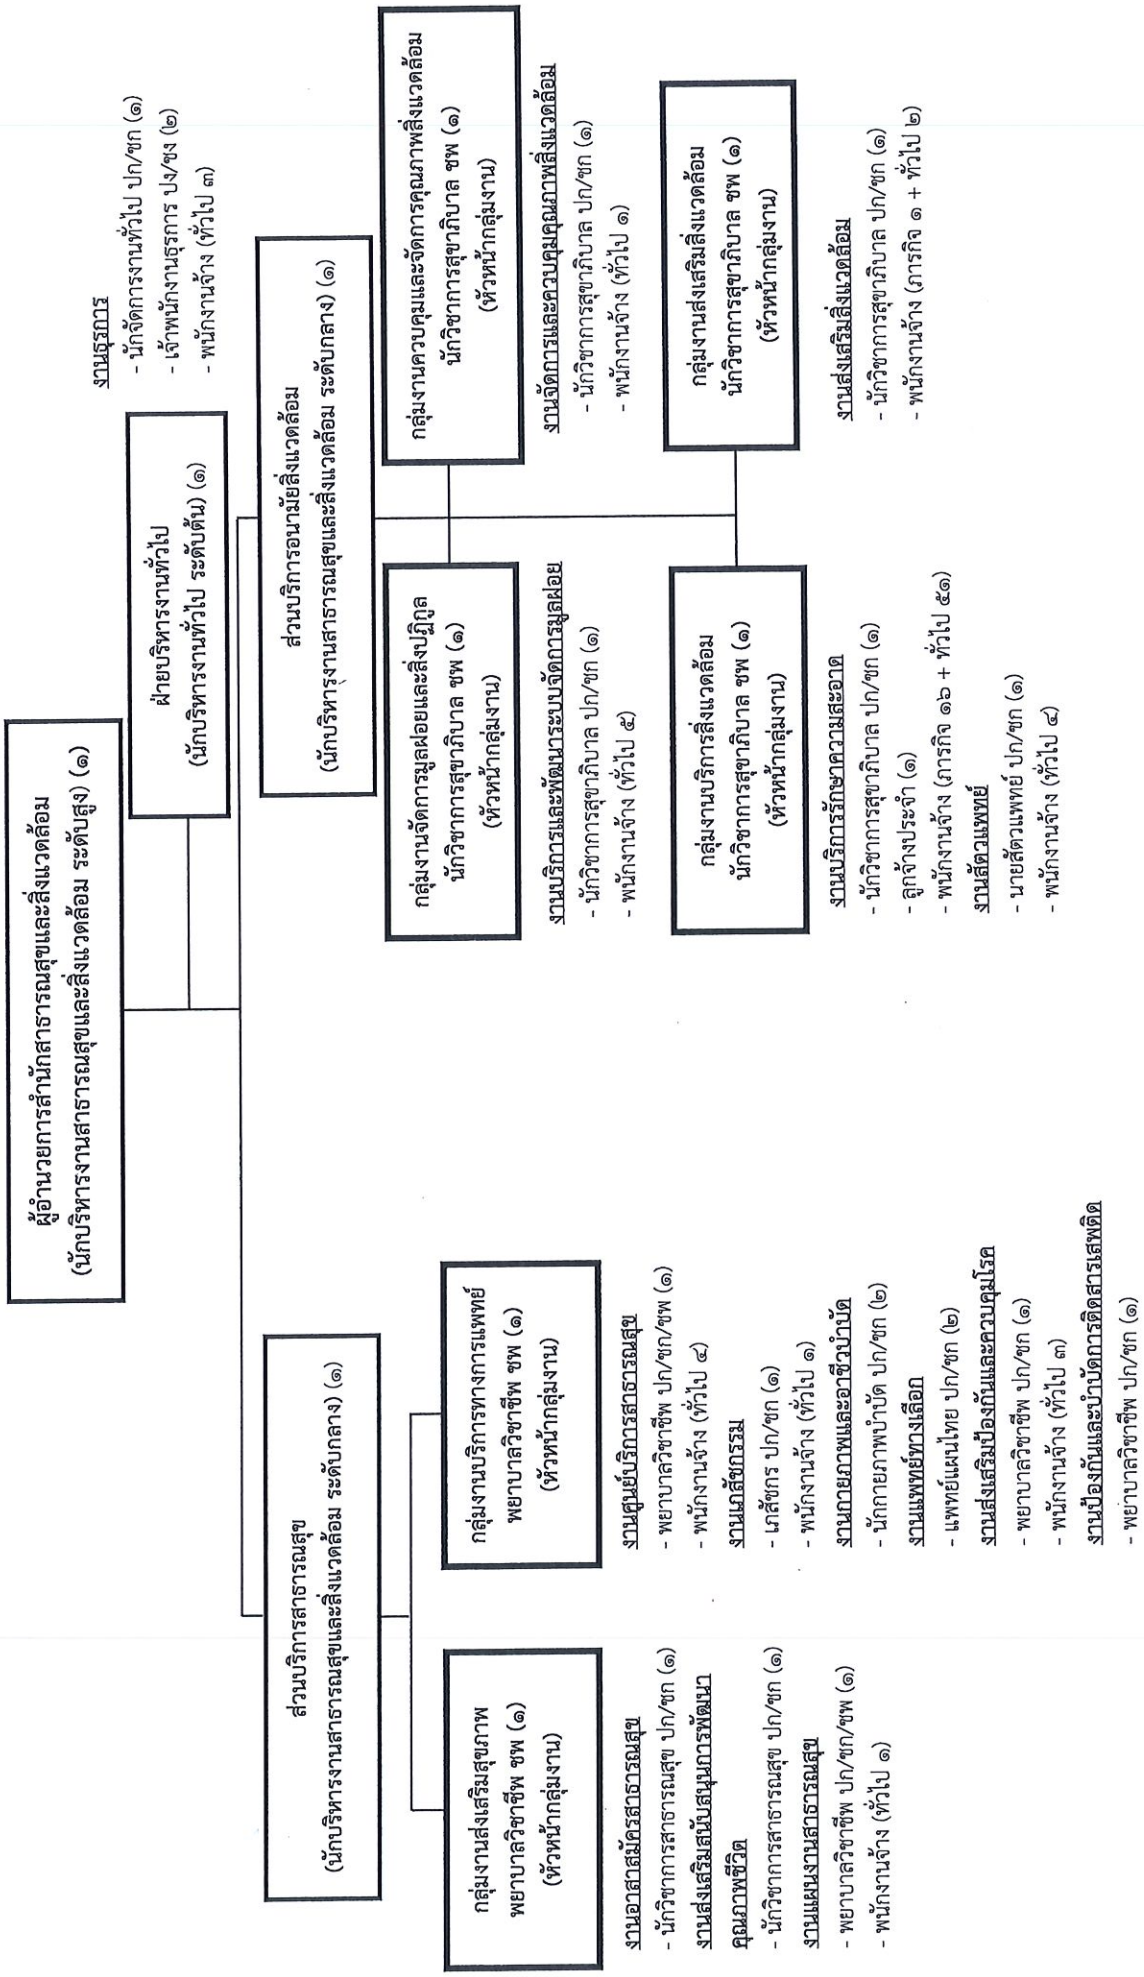 ผู้อำนวยการสำนักสาธารณสุขและสิ่งแวดล้อม
(นักบริหารงานสาธารณสุขและสิ่งแวดล้อม ระดับสูง) (๑)
ฝ่ายบริหารงานทั่วไป
(นักบริหารงานทั่วไป ระดับต้น) (๑)
งานธุรการ
- นักจัดการงานทั่วไป ปก/ชก (๑)
- เจ้าพนักงานธุรการ ปง/ชง (๒)
- พนักงานจ้าง (ทั่วไป ๓)
ส่วนบริการสาธารณสุข
(นักบริหารงานสาธารณสุขและสิ่งแวดล้อม ระดับกลาง) (๑)
กลุ่มงานส่งเสริมสุขภาพ
พยาบาลวิชาชีพ ชพ (๑)
(หัวหน้ากลุ่มงาน)
งานอาสาสมัครสาธารณสุข
- นักวิชาการสาธารณสุข ปก/ชก (๑)
งานส่งเสริมสนับสนุนการพัฒนา
คุณภาพชีวิต
- นักวิชาการสาธารณสุข ปก/ชก (๑)
งานแผนงานสาธารณสุข
- พยาบาลวิชาชีพ ปก/ชก/ชพ (๑)
- พนักงานจ้าง (ทั่วไป ๑)
กลุ่มงานบริการทางการแพทย์
พยาบาลวิชาชีพ ชพ (๑)
(หัวหน้ากลุ่มงาน)
งานศูนย์บริการสาธารณสุข
- พยาบาลวิชาชีพ ปก/ชก/ชพ (๑)
- พนักงานจ้าง (ทั่วไป ๔)
งานเภสัชกรรม
- เภสัชกร ปก/ชก (๑)
- พนักงานจ้าง (ทั่วไป ๑)
งานกายภาพและอาชีวบำบัด
- นักกายภาพบำบัด ปก/ชก (๒)
งานแพทย์ทางเลือก
- แพทย์แผนไทย ปก/ชก (๒)
งานส่งเสริมป้องกันและควบคุมโรค
- พยาบาลวิชาชีพ ปก/ชก (๑)
- พนักงานจ้าง (ทั่วไป ๓)
งานป้องกันและบำบัดการติดสารเสพติด
- พยาบาลวิชาชีพ ปก/ชก (๑)
ส่วนบริการอนามัยสิ่งแวดล้อม
(นักบริหารงานสาธารณสุขและสิ่งแวดล้อม ระดับกลาง) (๑)
กลุ่มงานจัดการมูลฝอยและสิ่งปฏิกูล
นักวิชาการสุขาภิบาล ชพ (๑)
(หัวหน้ากลุ่มงาน)
งานบริการและพัฒนาระบบจัดการมูลฝอย
- นักวิชาการสุขาภิบาล ปก/ชก (๑)
- พนักงานจ้าง (ทั่วไป ๕)
กลุ่มงานควบคุมและจัดการคุณภาพสิ่งแวดล้อม
นักวิชาการสุขาภิบาล ชพ (๑)
(หัวหน้ากลุ่มงาน)
งานจัดการและควบคุมคุณภาพสิ่งแวดล้อม
- นักวิชาการสุขาภิบาล ปก/ชก (๑)
- พนักงานจ้าง (ทั่วไป ๑)
กลุ่มงานบริการสิ่งแวดล้อม
นักวิชาการสุขาภิบาล ชพ (๑)
(หัวหน้ากลุ่มงาน)
งานบริการรักษาความสะอาด
- นักวิชาการสุขาภิบาล ปก/ชก (๑)
- ลูกจ้างประจำ (๑)
- พนักงานจ้าง (ภารกิจ ๑๖ + ทั่วไป ๕๑)
งานสัตวแพทย์
- นายสัตวแพทย์ ปก/ชก (๑)
- พนักงานจ้าง (ทั่วไป ๔)
กลุ่มงานส่งเสริมสิ่งแวดล้อม
นักวิชาการสุขาภิบาล ชพ (๑)
(หัวหน้ากลุ่มงาน)
งานส่งเสริมสิ่งแวดล้อม
- นักวิชาการสุขาภิบาล ปก/ชก (๑)
- พนักงานจ้าง (ภารกิจ ๑ + ทั่วไป ๒)